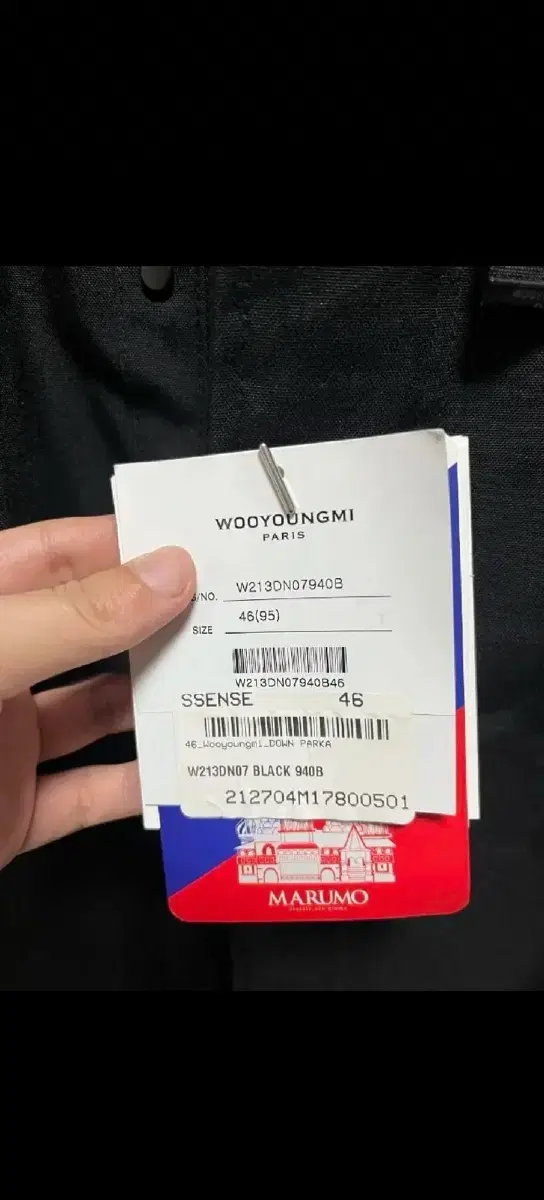 WOOYOUNGMI
PARIS
/NO. W213DN07940B
SIZE 46(95)
W213DN07940B46
SSENSE 46
46_Wooyoungmi_DOWN PARKA
W213DN07 BLACK 940B
212704M17800501
MARUMO